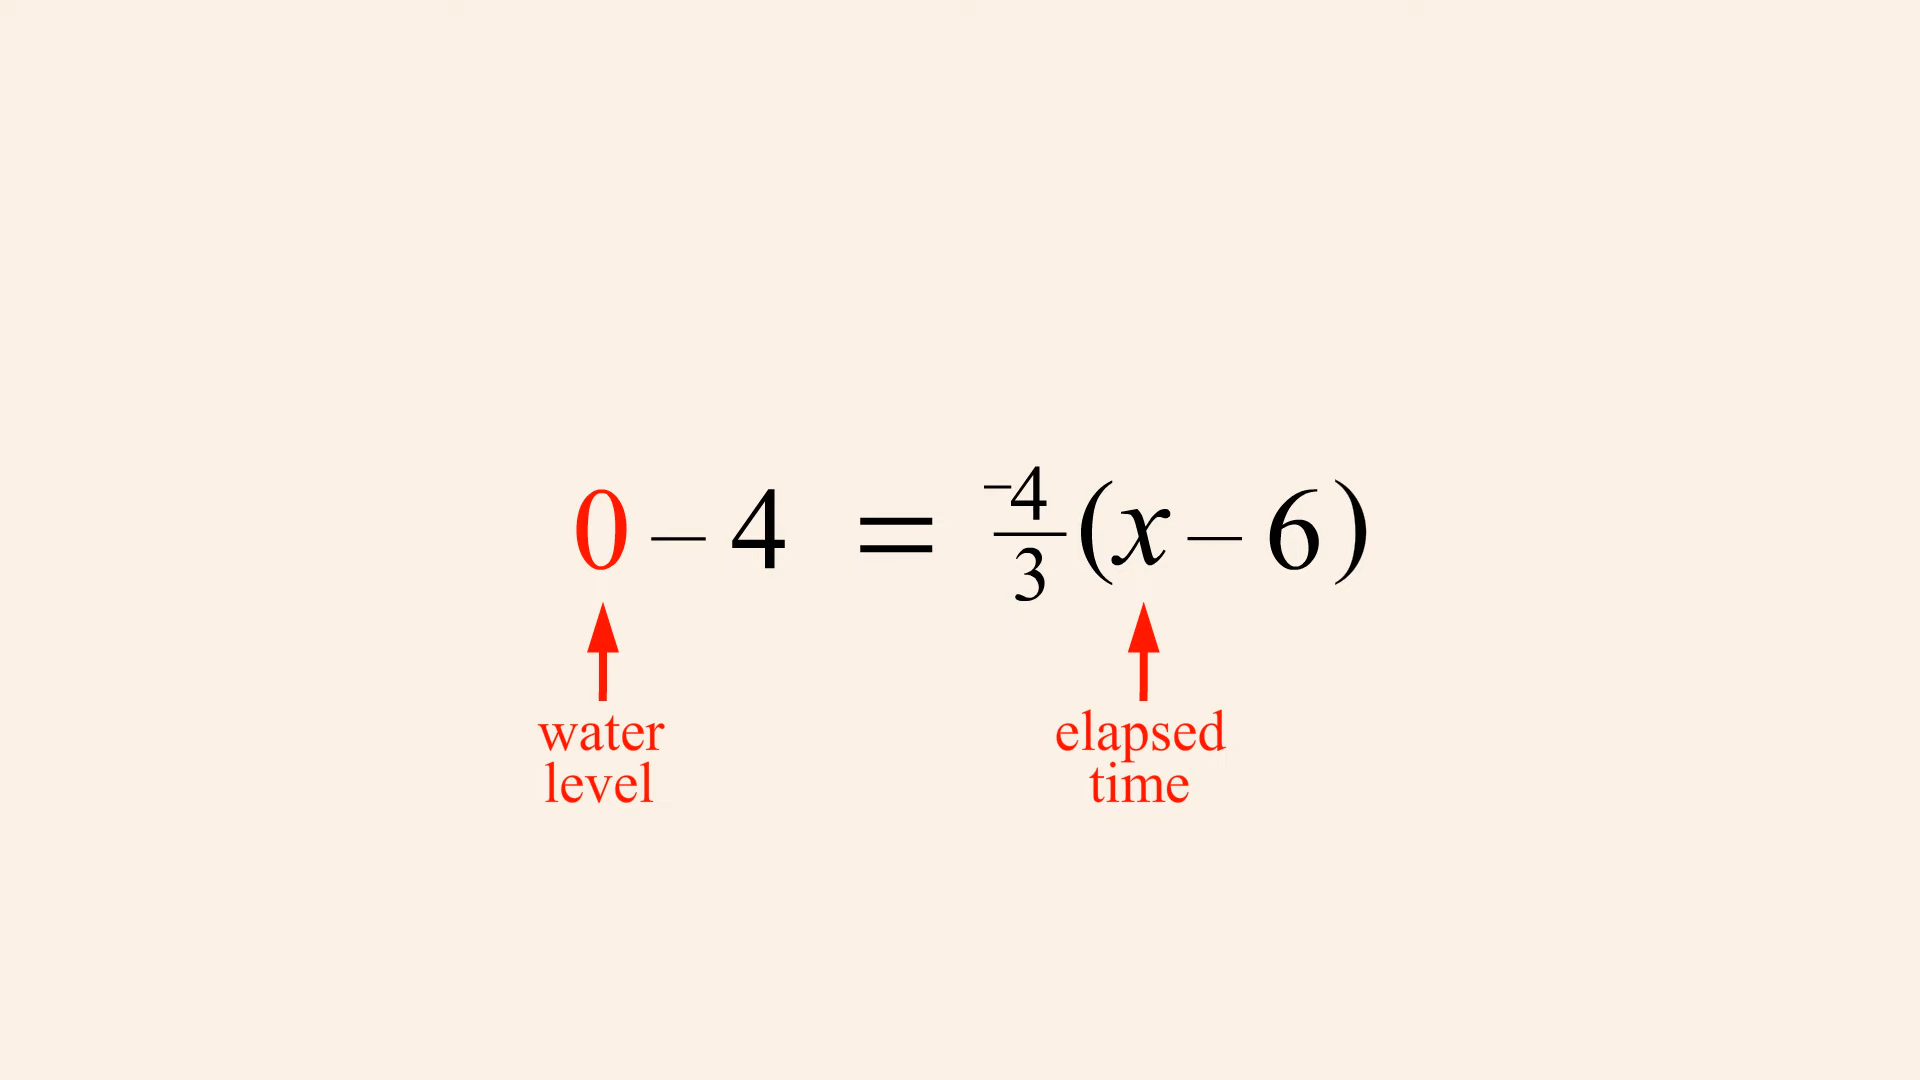 0 – 4 = ⁻4/3 (x – 6)
water level
elapsed time